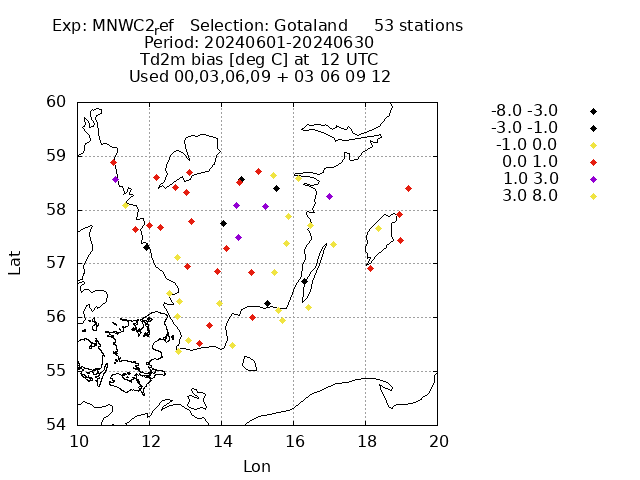 Exp: MNWC2ref   Selection: Gotaland     53 stations
Period: 20240601-20240630
Td2m bias [deg C] at  12 UTC
Used 00,03,06,09 + 03 06 09 12
-8.0 -3.0
-3.0 -1.0
-1.0 0.0
0.0 1.0
1.0 3.0
3.0 8.0
60
59
58
57
56
55
54
Lat
10 12 14 16 18 20
Lon